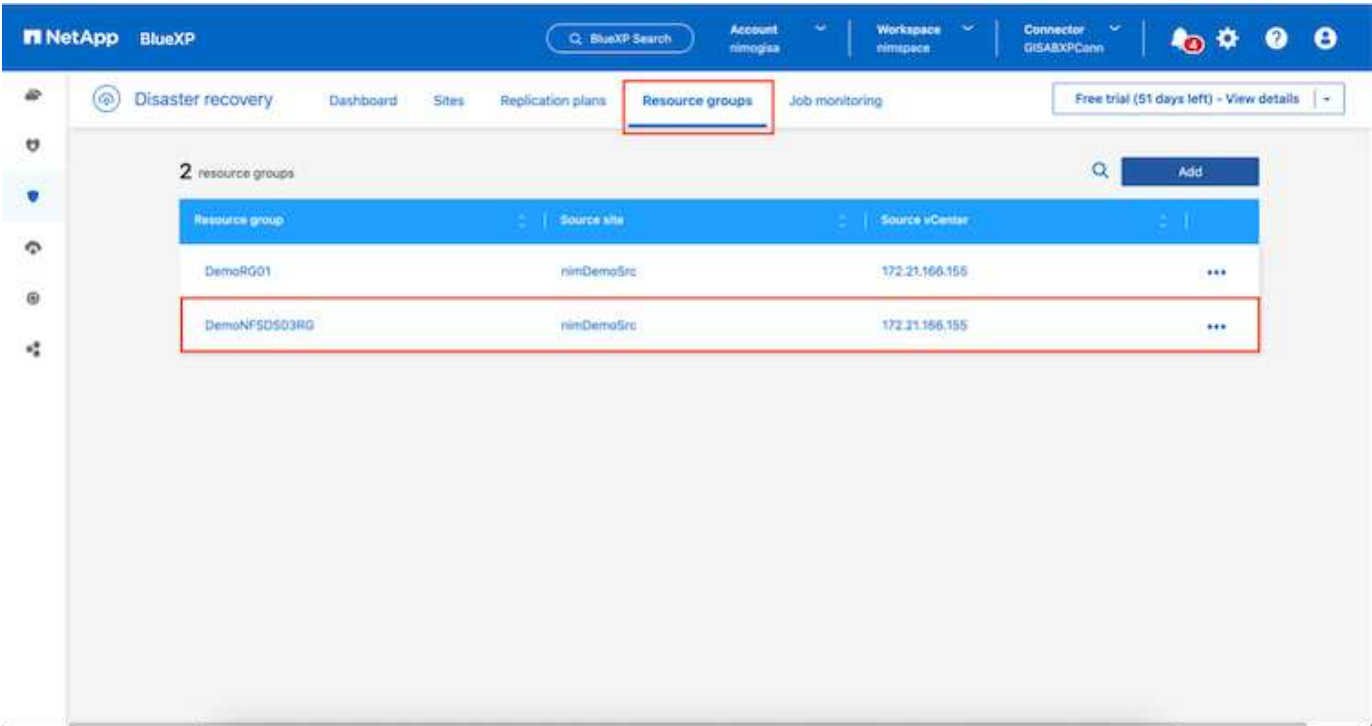 NetApp BlueXP BlueXP Search Account Workspace Connector
nimogisa nimspace GISABXPConn
4
Disaster recovery Dashboard Sites Replication plans Resource groups Job monitoring Free trial (51 days left) - View details
2 resource groups Add
Resource group Source site Source vCenter
DemoRG01 nimDemoSrc 172.21.166.155
DemoNFSDS03RG nimDemoSrc 172.21.166.155